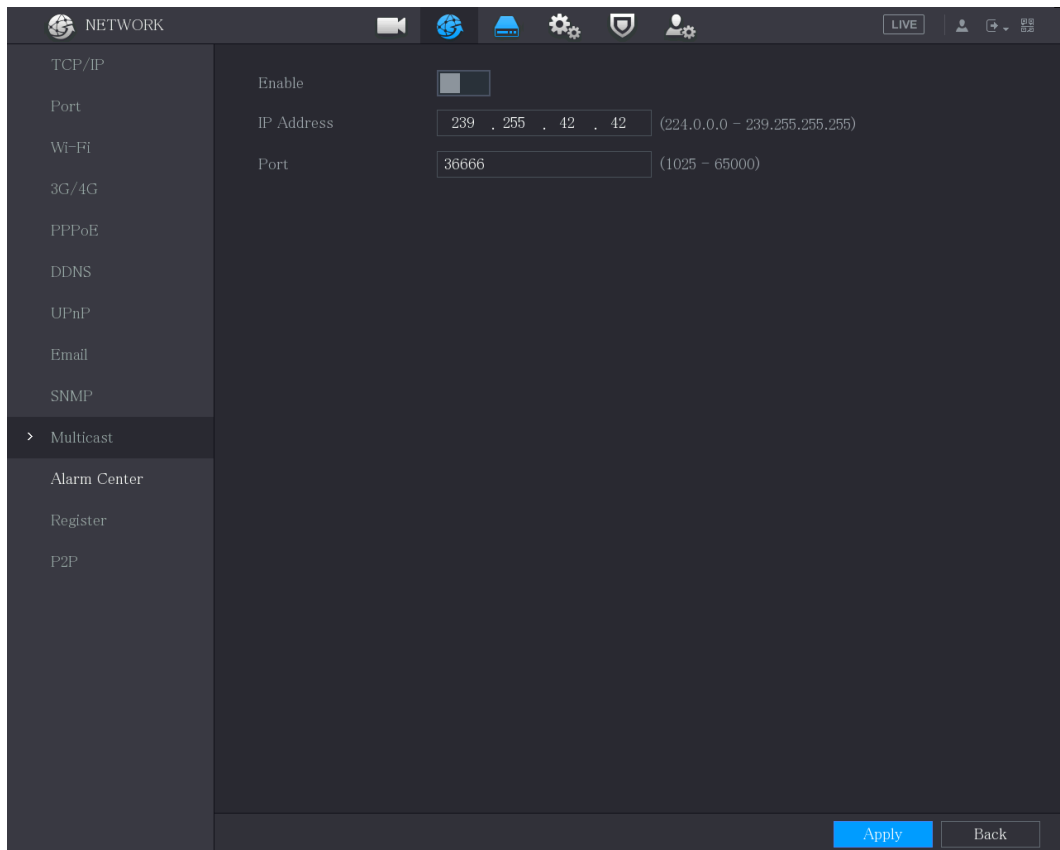 NETWORK
LIVE
TCP/IP
Port
Wi-Fi
3G/4G
PPPoE
DDNS
UPnP
Email
SNMP
Multicast
Alarm Center
Register
P2P
Enable
IP Address 239 . 255 . 42 . 42 (224.0.0.0 - 239.255.255.255)
Port 36666 (1025 - 65000)
Apply Back